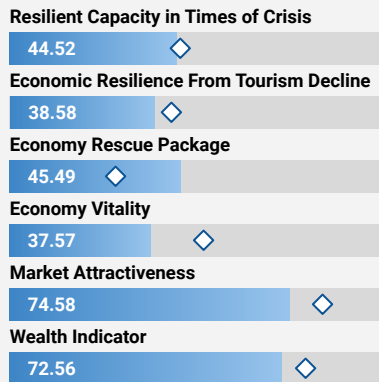 Resilient Capacity in Times of Crisis
44.52
Economic Resilience From Tourism Decline
38.58
Economy Rescue Package
45.49
Economy Vitality
37.57
Market Attractiveness
74.58
Wealth Indicator
72.56